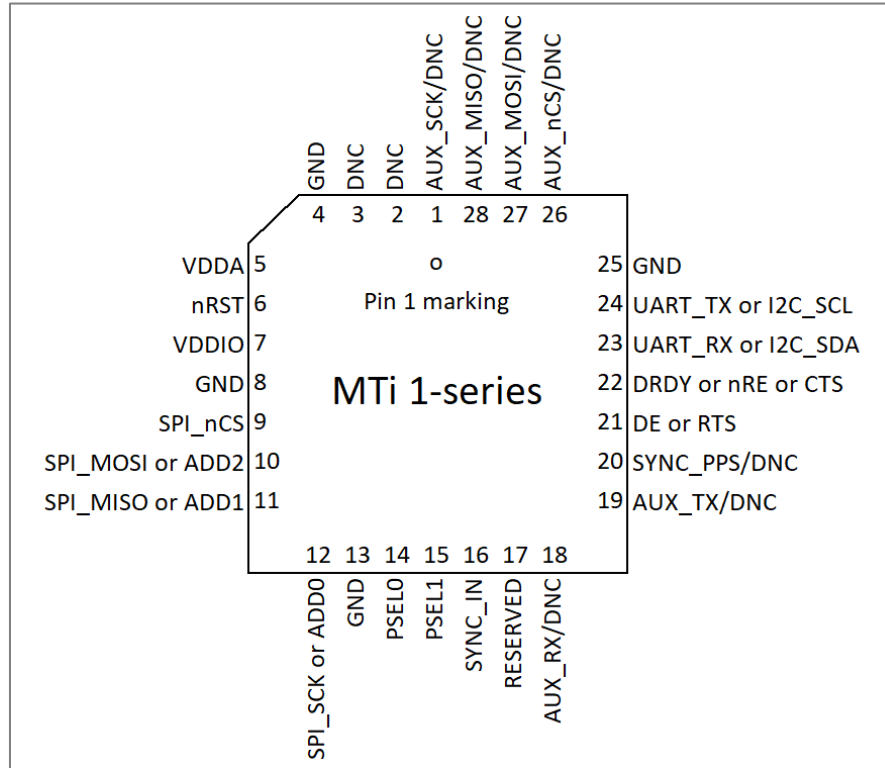 GND
DNC
DNC
AUX_SCK/DNC
AUX_MISO/DNC
AUX_MOSI/DNC
AUX_nCS/DNC
4 3 2 1 28 27 26
VDDA 5
nRST 6
VDDIO 7
GND 8
SPI_nCS 9
SPI_MOSI or ADD2 10
SPI_MISO or ADD1 11
o
Pin 1 marking
MTi 1-series
25 GND
24 UART_TX or I2C_SCL
23 UART_RX or I2C_SDA
22 DRDY or nRE or CTS
21 DE or RTS
20 SYNC_PPS/DNC
19 AUX_TX/DNC
12 13 14 15 16 17 18
SPI_SCK or ADD0
GND
PSEL0
PSEL1
SYNC_IN
RESERVED
AUX_RX/DNC